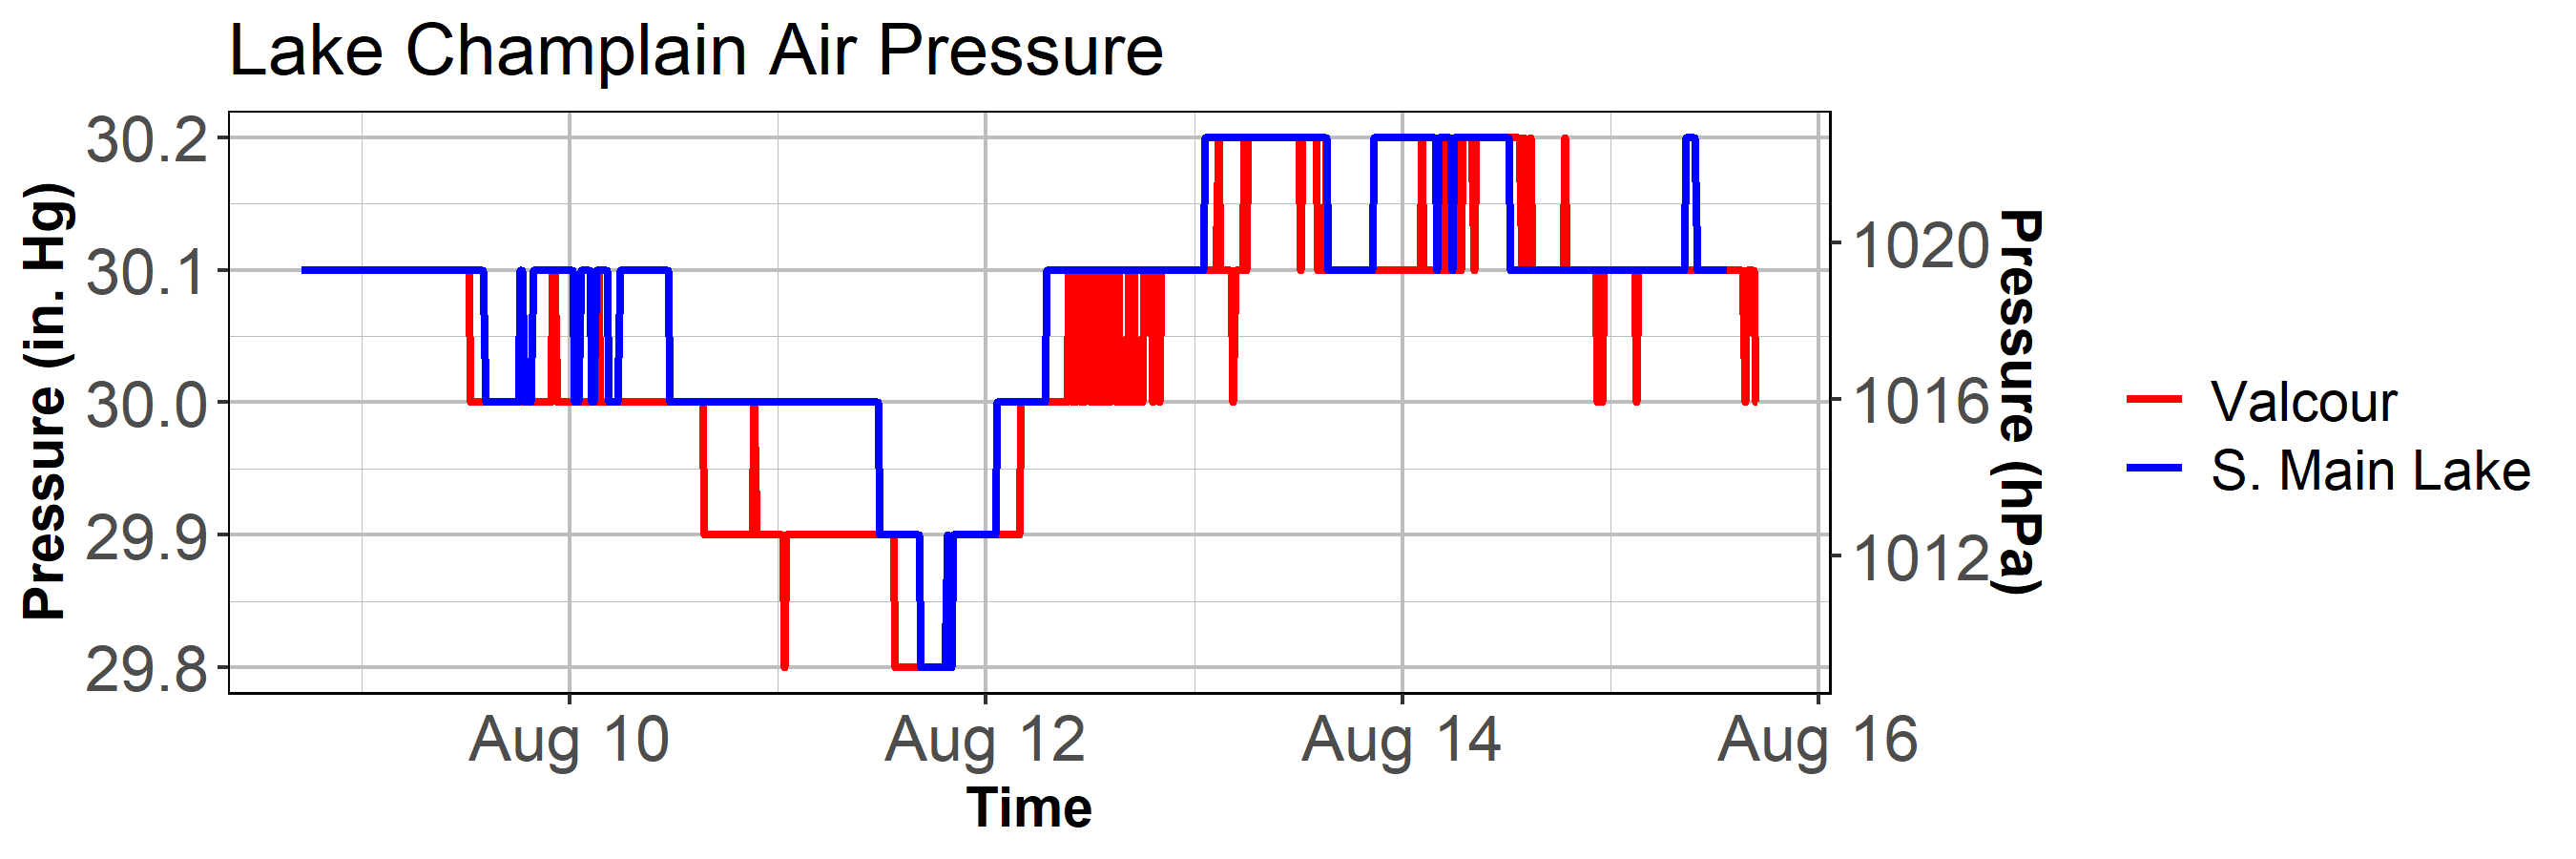 Lake Champlain Air Pressure
Pressure (in. Hg)
30.2
30.1
30.0
29.9
29.8
1020
1016
1012
Pressure (hPa)
Valcour
S. Main Lake
Aug 10
Aug 12
Aug 14
Aug 16
Time